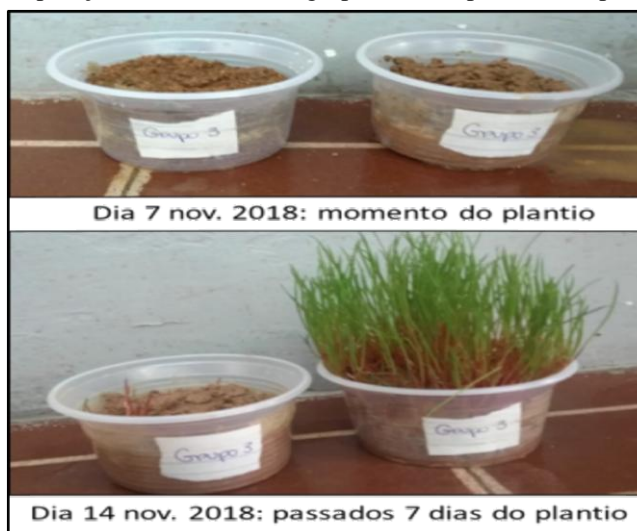 Grupo 3
Grupo 3
Dia 7 nov. 2018: momento do plantio
Grupo 3
Grupo 3
Dia 14 nov. 2018: passados 7 dias do plantio